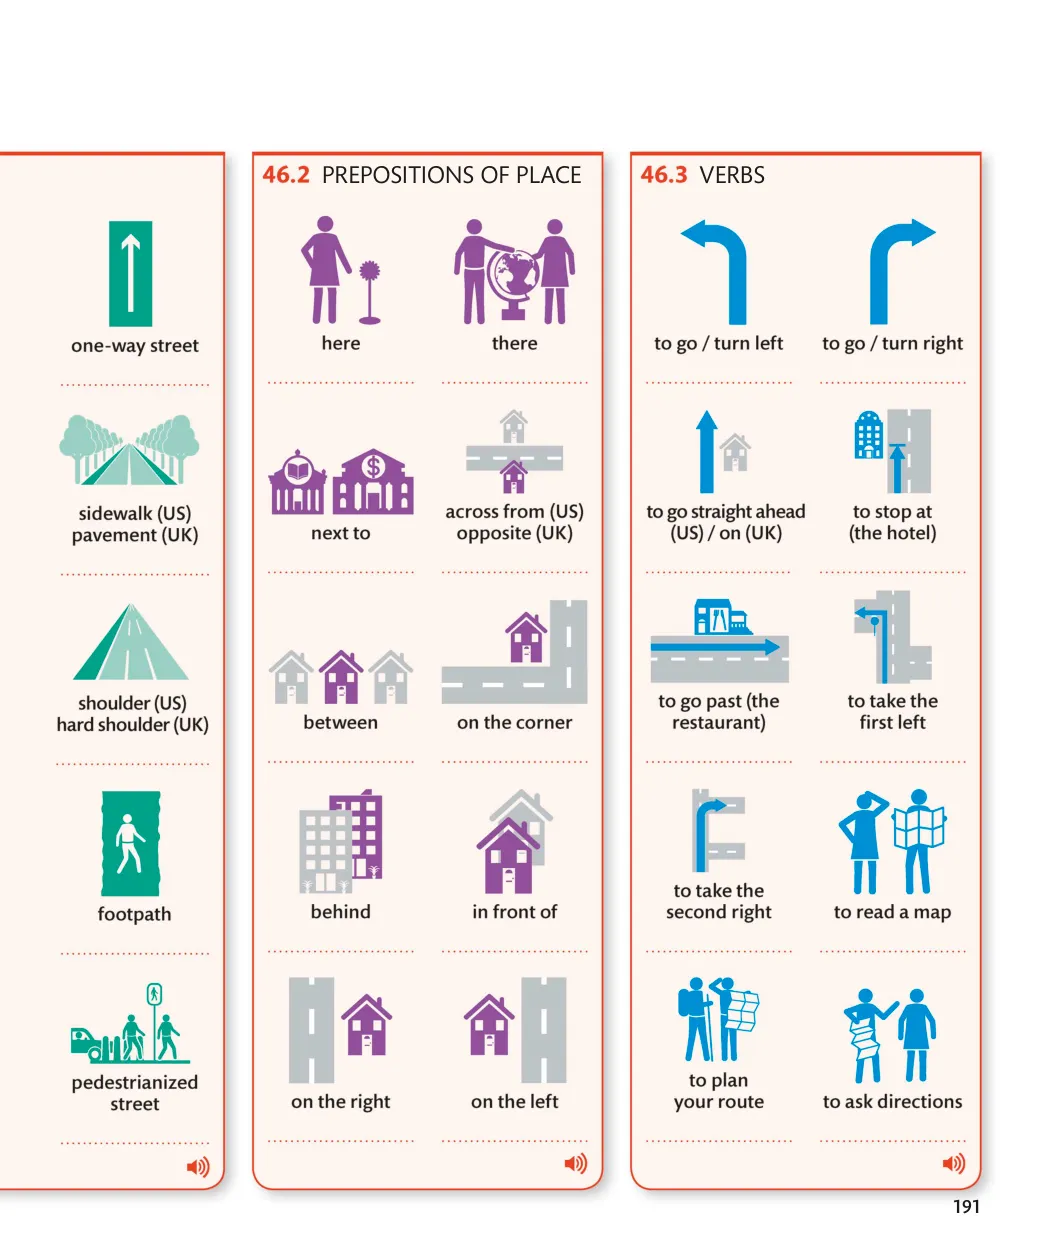 one-way street
sidewalk (US)
pavement (UK)
shoulder (US)
hard shoulder (UK)
footpath
pedestrianized
street
46.2 PREPOSITIONS OF PLACE
here
there
next to
across from (US)
opposite (UK)
between
on the corner
behind
in front of
on the right
on the left
46.3 VERBS
to go / turn left
to go / turn right
to go straight ahead
(US) / on (UK)
to stop at
(the hotel)
to go past (the
restaurant)
to take the
first left
to take the
second right
to read a map
to plan
your route
to ask directions
191